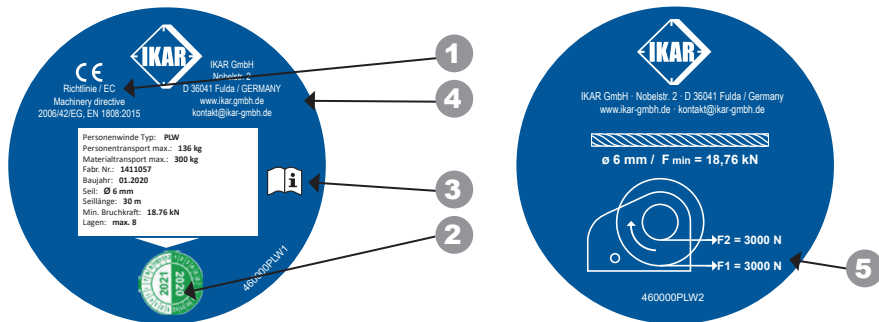 IKAR
Richtlinie / EC
Machinery directive
2006/42/EG, EN 1808:2015
IKAR GmbH
Nobelstr. 2
D 36041 Fulda / GERMANY
www.ikar.gmbh.de
kontakt@ikar-gmbh.de
Personenwinde Typ: PLW
Personentransport max.: 136 kg
Materialtransport max.: 300 kg
Fabr. Nr.: 1411057
Baujahr: 01.2020
Seil: Ø 6 mm
Seillänge: 30 m
Min. Bruchkraft: 18.76 kN
Lagen: max. 8
i
2021
2020
460000PLW1
1
4
3
2
IKAR
IKAR GmbH · Nobelstr. 2 · D 36041 Fulda / Germany
www-ikar-gmbh.de · kontakt@ikar-gmbh.de
ø 6 mm / F min = 18,76 kN
F2 = 3000 N
F1 = 3000 N
460000PLW2
5